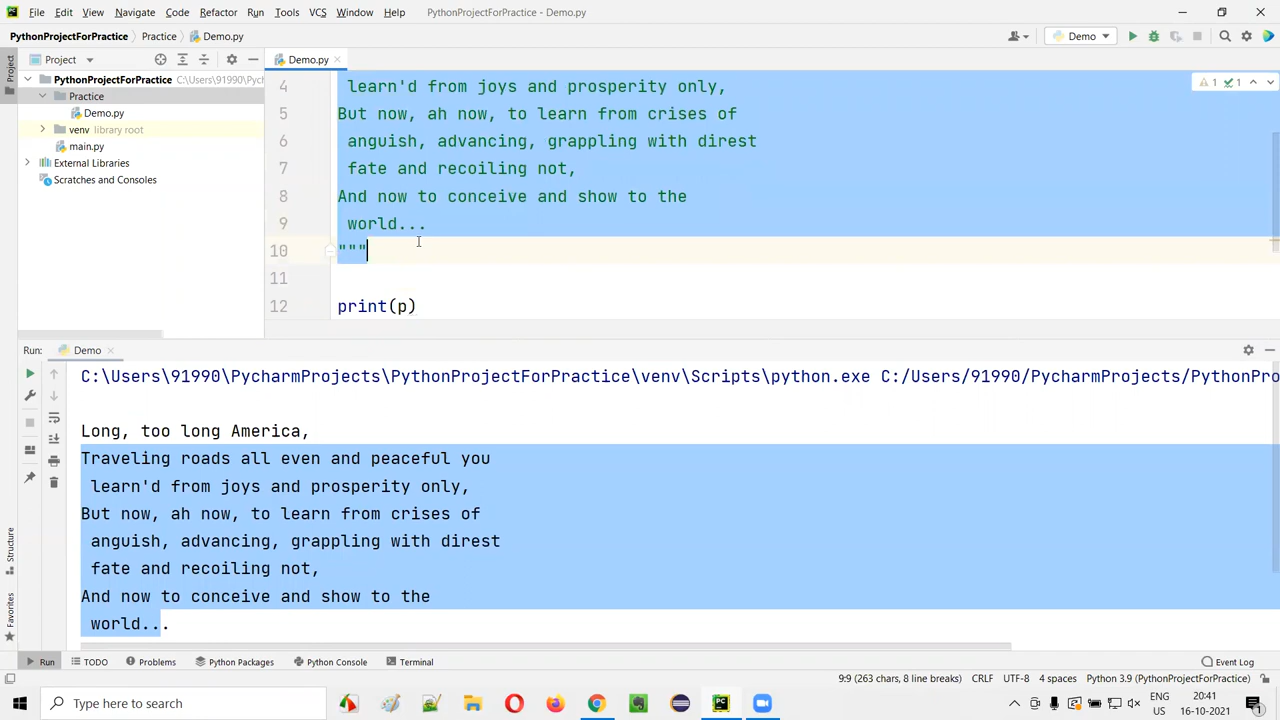 File Edit View Navigate Code Refactor Run Tools VCS Window Help PythonProjectForPractice - Demo.py
PythonProjectForPractice Practice Demo.py Demo
Project Project Demo.py
PythonProjectForPractice C:\Users\91990\Pych
Practice
Demo.py
venv library root
main.py
External Libraries
Scratches and Consoles
1 1
4 learn'd from joys and prosperity only,
5 But now, ah now, to learn from crises of
6 anguish, advancing, grappling with direst
7 fate and recoiling not,
8 And now to conceive and show to the
9 world...
10 """
11
12 print(p)
Run: Demo
C:\Users\91990\PycharmProjects\PythonProjectForPractice\venv\Scripts\python.exe C:/Users/91990/PycharmProjects/PythonPro
Long, too long America,
Traveling roads all even and peaceful you
learn'd from joys and prosperity only,
But now, ah now, to learn from crises of
anguish, advancing, grappling with direst
fate and recoiling not,
And now to conceive and show to the
world...
Structure
Favorites
Run TODO Problems Python Packages Python Console Terminal Event Log
9:9 (263 chars, 8 line breaks) CRLF UTF-8 4 spaces Python 3.9 (PythonProjectForPractice)
Type here to search
ENG
US
20:41
16-10-2021
1